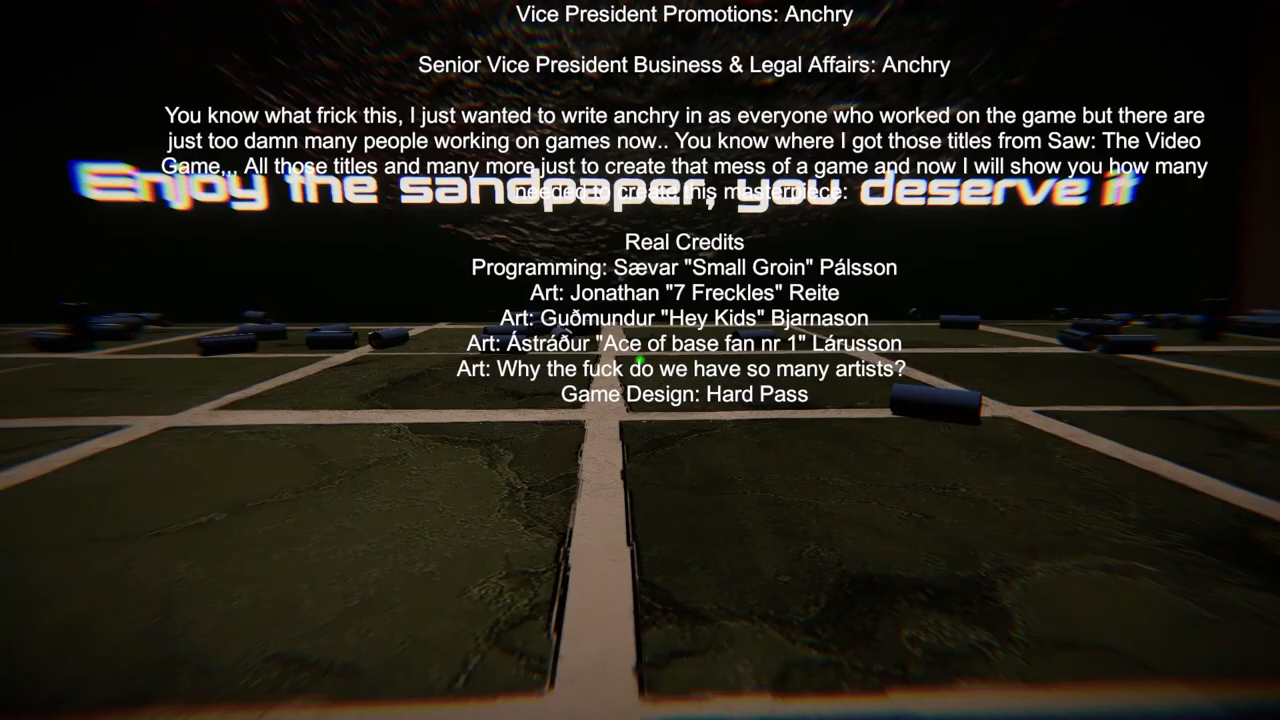 Vice President Promotions: Anchry
Senior Vice President Business & Legal Affairs: Anchry
You know what frick this, I just wanted to write anchry in as everyone who worked on the game but there are
just too damn many people working on games now.. You know where I got those titles from Saw: The Video
Game,,, All those titles and many more just to create that mess of a game and now I will show you how many
needed to create this masterpiece:
Enjoy the sandpaper, you deserve it
Real Credits
Programming: Sævar "Small Groin" Pálsson
Art: Jonathan "7 Freckles" Reite
Art: Guðmundur "Hey Kids" Bjarnason
Art: Ástráður "Ace of base fan nr 1" Lárusson
Art: Why the fuck do we have so many artists?
Game Design: Hard Pass